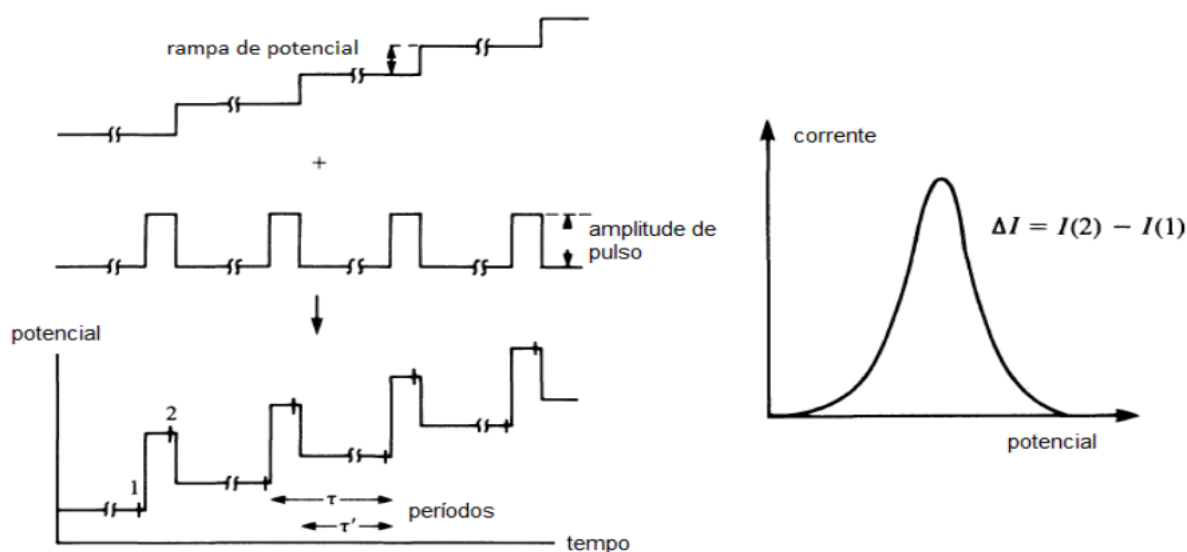 rampa de potencial
+
amplitude de
pulso
potencial
1
2
τ
períodos
τ'
tempo
corrente
ΔI = I(2) − I(1)
potencial